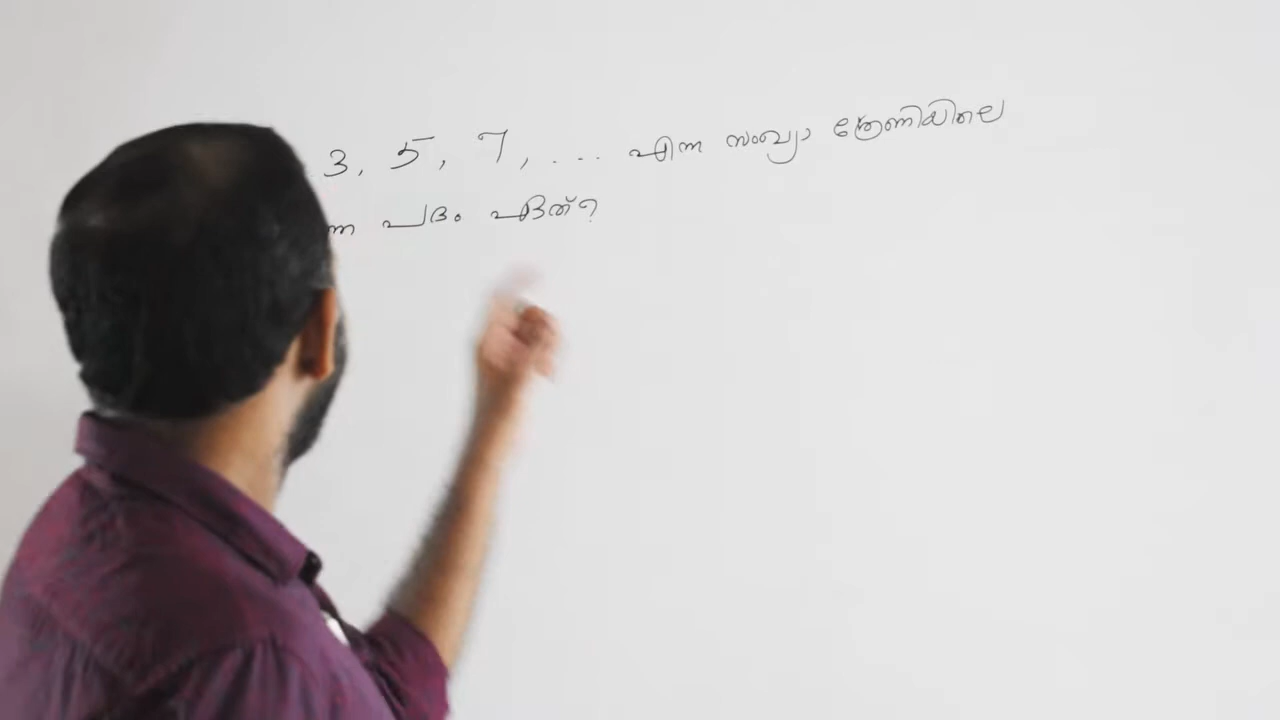 3, 5, 7, ... എന്ന സംഖ്യാ ശ്രേണിയിലെ
ന്ന പദം ഏത്?